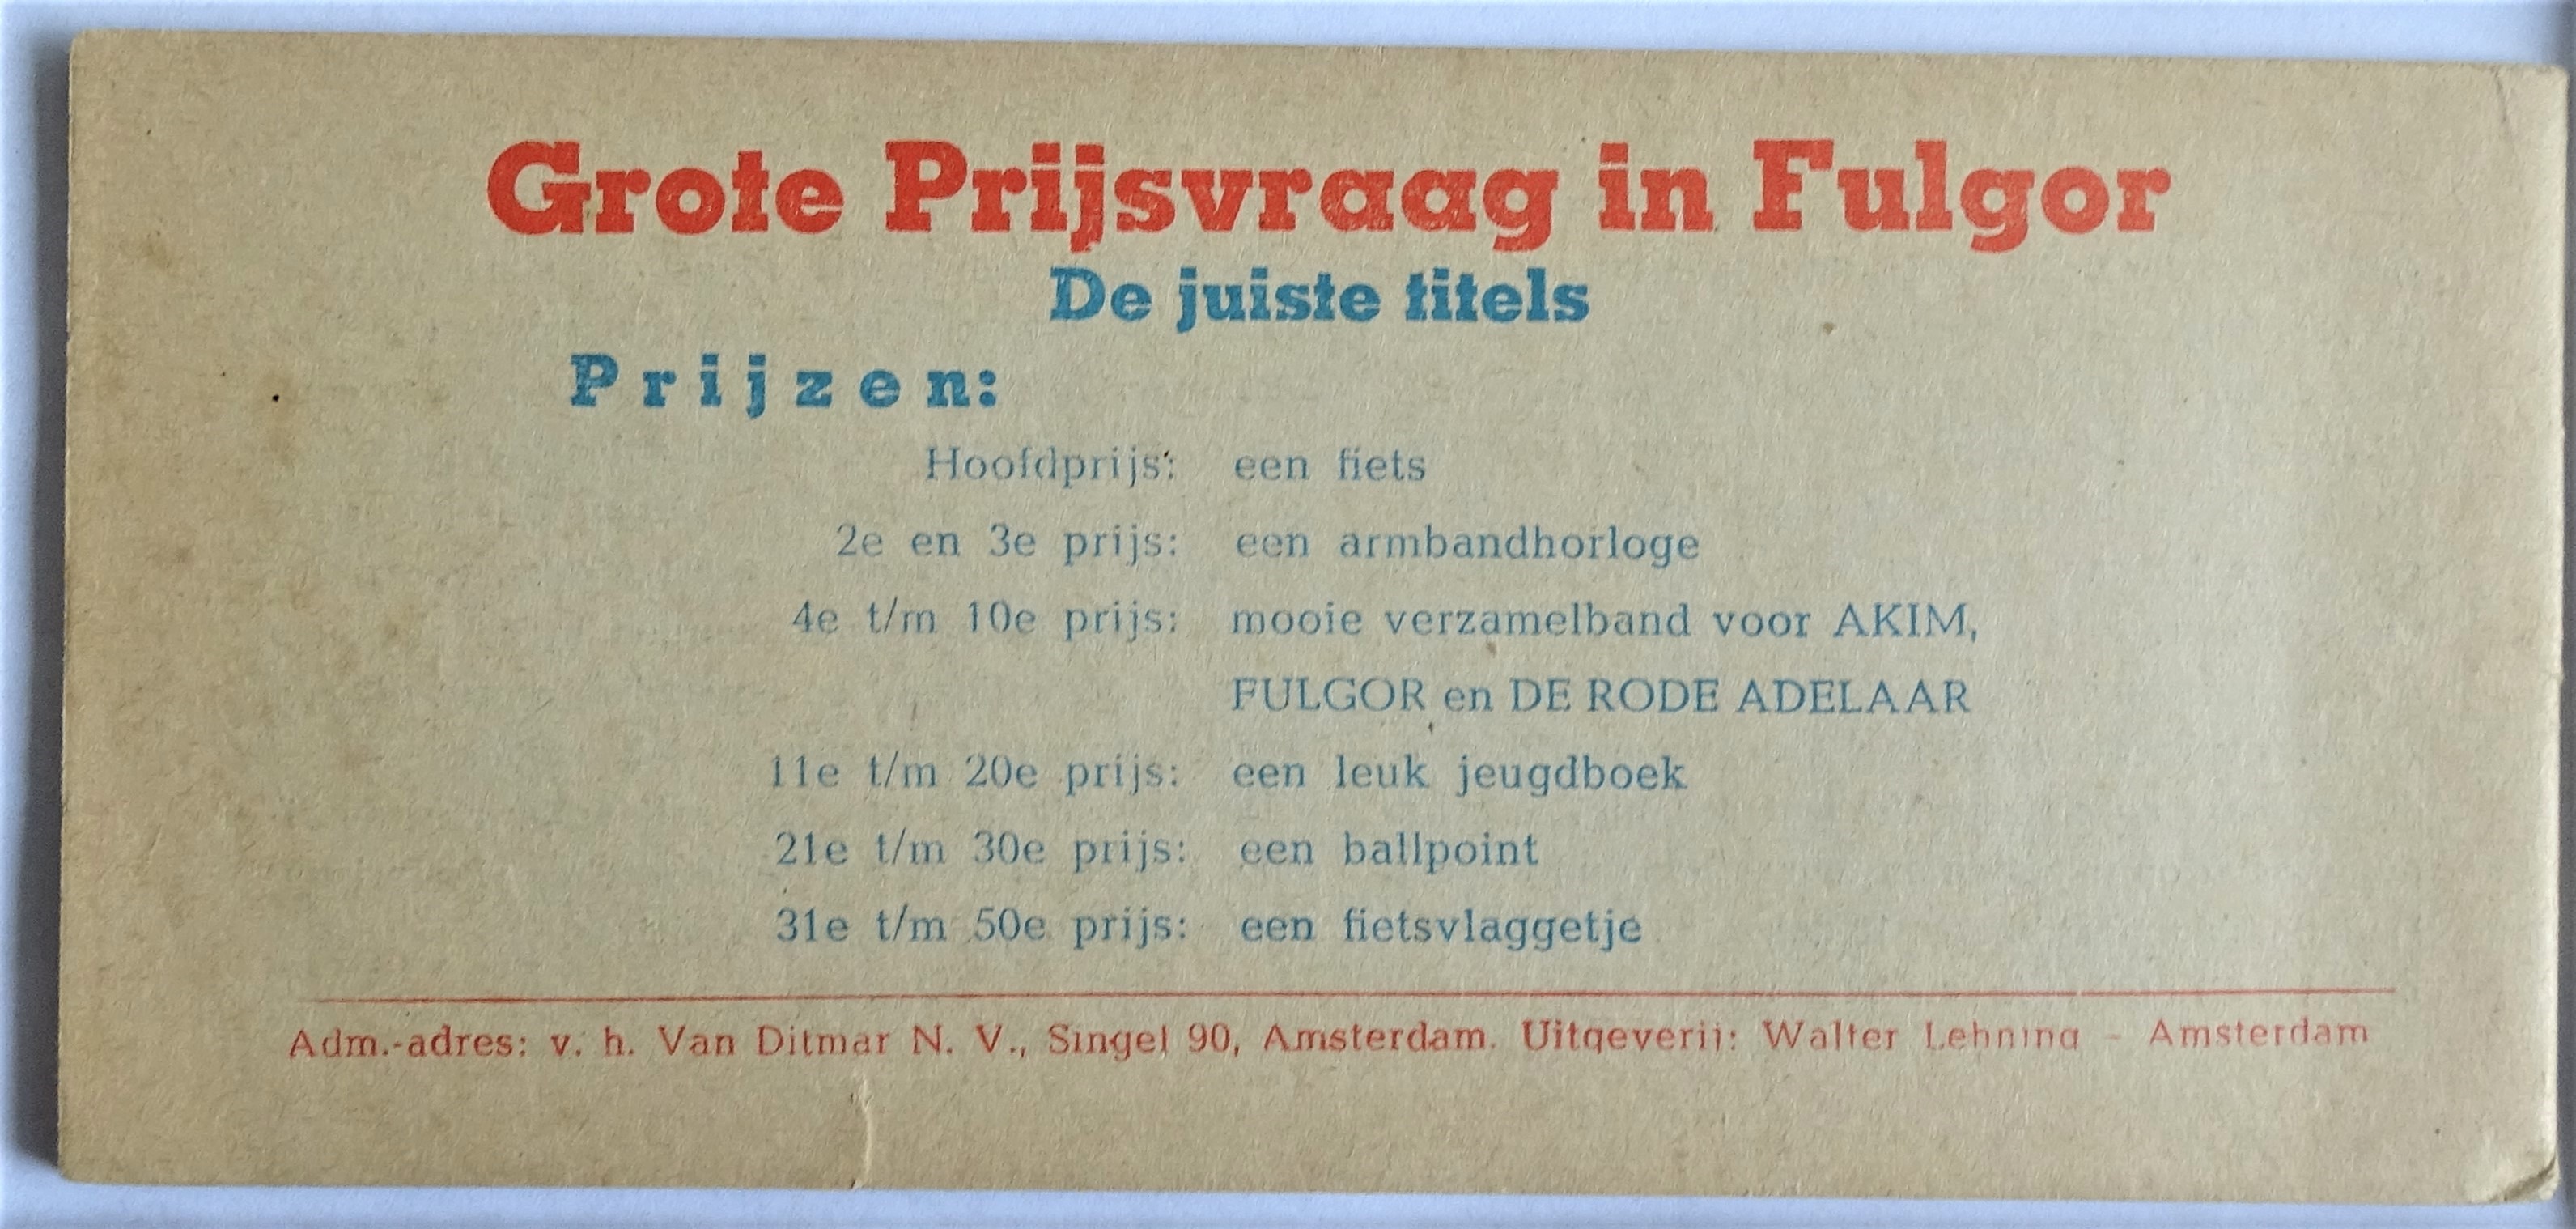 Grote Prijsvraag in Fulgor
De juiste titels
Prijzen:
Hoofdprijs: een fiets
2e en 3e prijs: een armbandhorloge
4e t/m 10e prijs: mooie verzamelband voor AKIM,
FULGOR en DE RODE ADELAAR
11e t/m 20e prijs: een leuk jeugdboek
21e t/m 30e prijs: een ballpoint
31e t/m 50e prijs: een fietsvlaggetje
Adm.-adres: v. h. Van Ditmar N. V., Singel 90, Amsterdam. Uitgeverij: Walter Lehning - Amsterdam